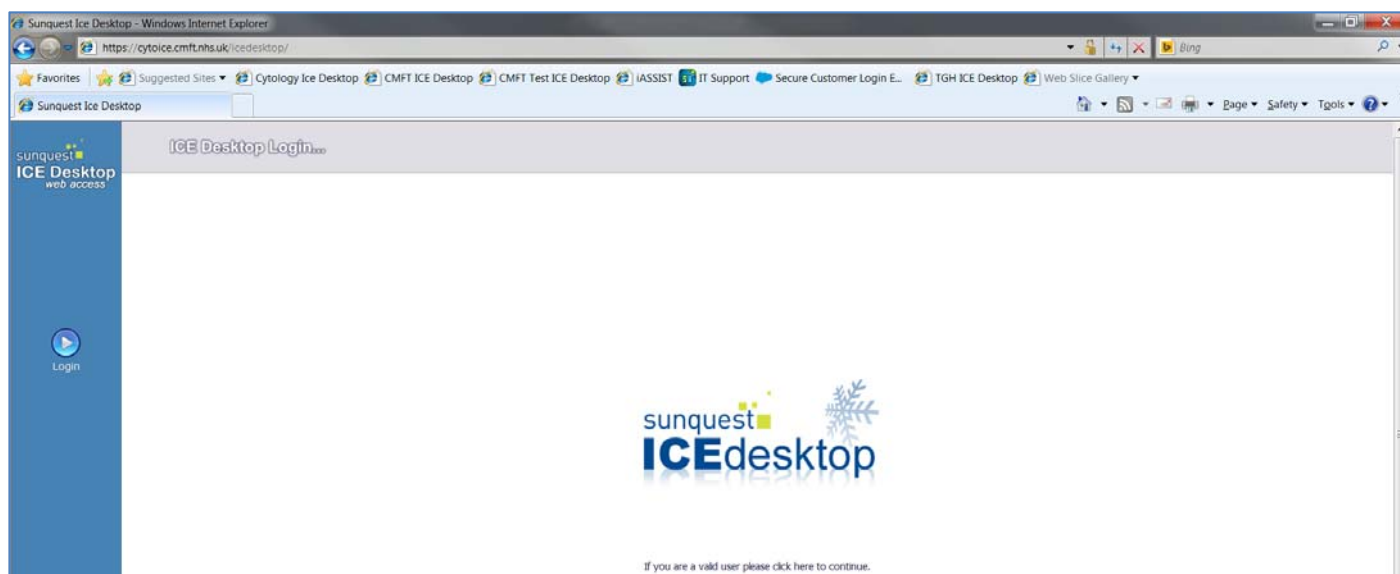 Sunquest Ice Desktop - Windows Internet Explorer
https://cytoice.cmft.nhs.uk/icedesktop/
Bing
Favorites Suggested Sites Cytology Ice Desktop CMFT ICE Desktop CMFT Test ICE Desktop iASSIST IT Support Secure Customer Login E... TGH ICE Desktop Web Slice Gallery
Sunquest Ice Desktop
Page Safety Tools
sunquest
ICE Desktop
web access
ICE Desktop Login...
Login
sunquest
ICEdesktop
If you are a valid user please click here to continue.